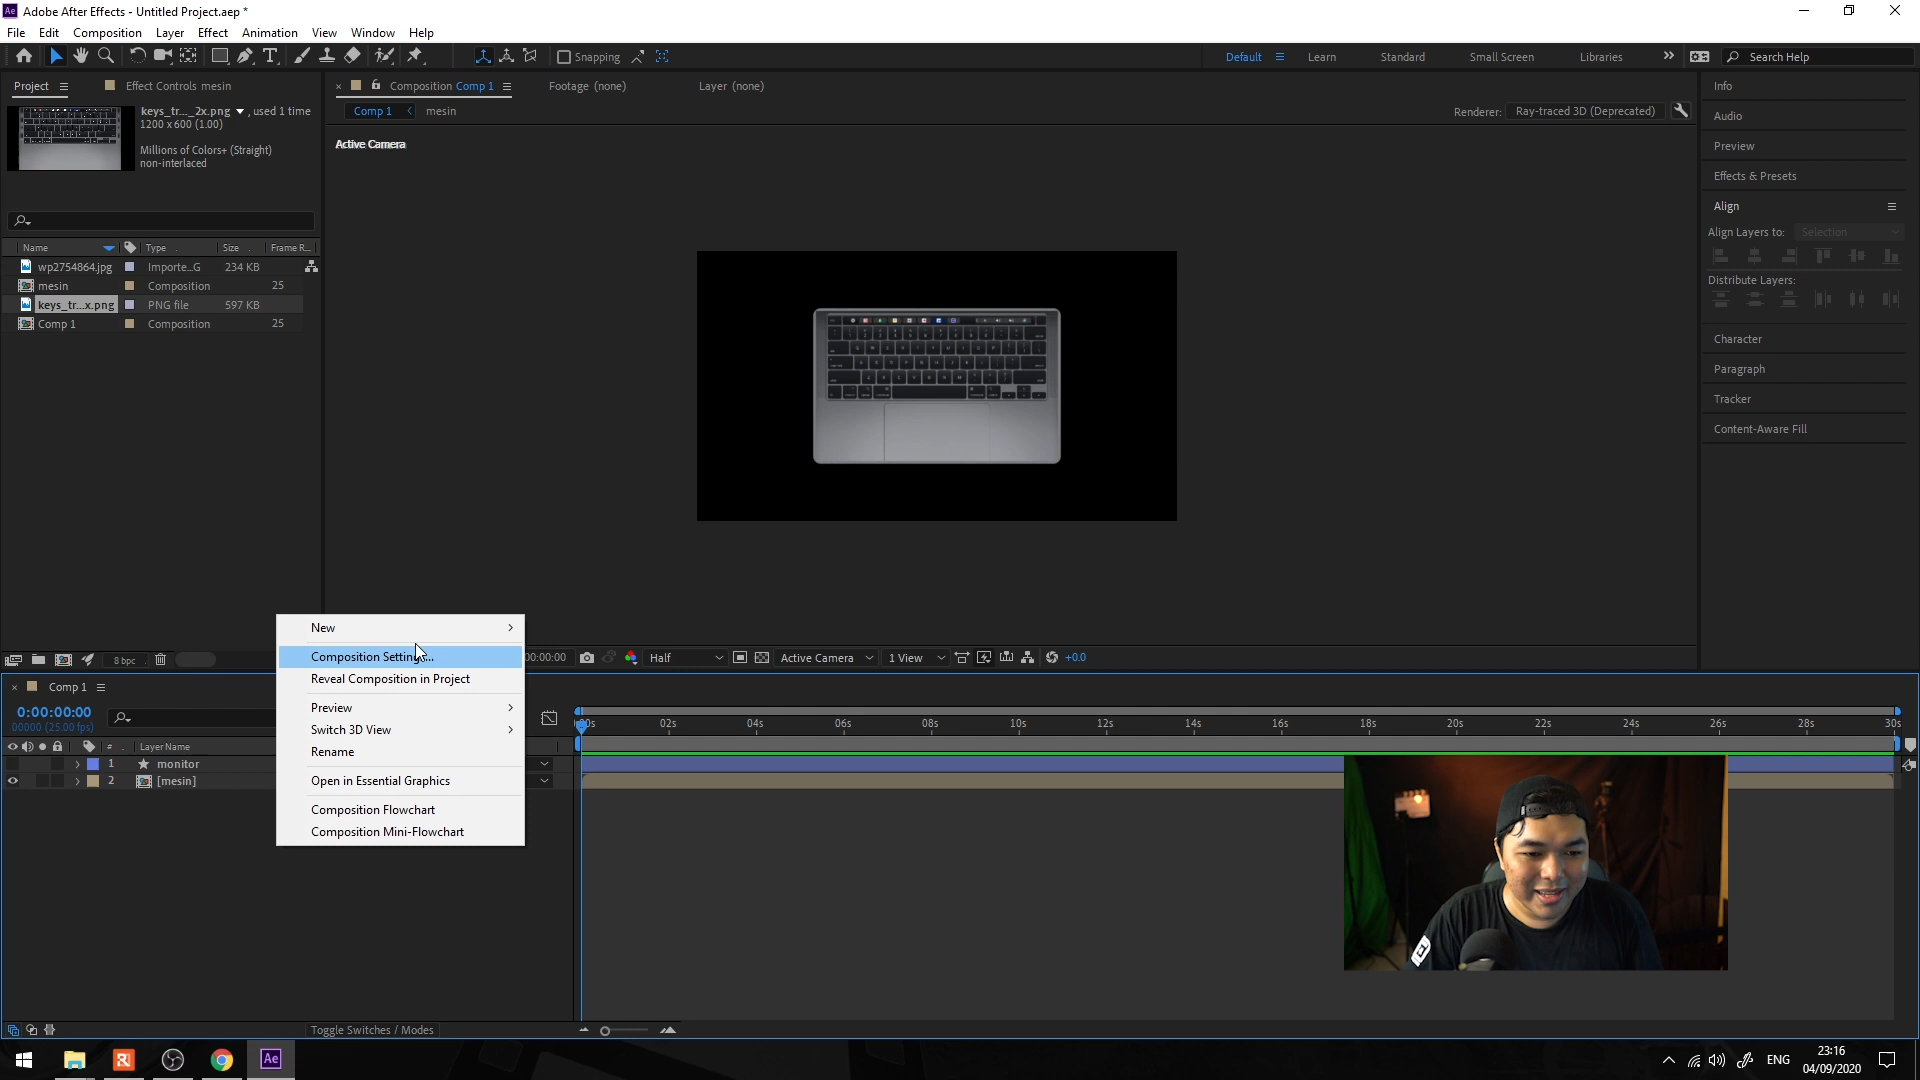 Adobe After Effects - Untitled Project.aep *
File Edit Composition Layer Effect Animation View Window Help
Snapping
Default Learn Standard Small Screen Libraries Search Help
Project Effect Controls mesin
keys_tr..._2x.png , used 1 time
1200 x 600 (1.00)
Millions of Colors+ (Straight)
non-interlaced
Composition Comp 1 Footage (none) Layer (none)
Comp 1 mesin
Renderer: Ray-traced 3D (Deprecated)
Active Camera
Name Type Size Frame R...
wp2754864.jpg Importe...G 234 KB
mesin Composition 25
keys_tr...x.png PNG file 597 KB
Comp 1 Composition 25
8 bpc
Info
Audio
Preview
Effects & Presets
Align
Align Layers to: Selection
Distribute Layers:
Character
Paragraph
Tracker
Content-Aware Fill
New
Composition Setting...
Reveal Composition in Project
Preview
Switch 3D View
Rename
Open in Essential Graphics
Composition Flowchart
Composition Mini-Flowchart
00:00:00 Half Active Camera 1 View +0.0
Comp 1
0:00:00:00
00000 (25.00 fps)
# Layer Name
1 monitor
2 [mesin]
:00s 02s 04s 06s 08s 10s 12s 14s 16s 18s 20s 22s 24s 26s 28s 30s
Toggle Switches / Modes
Ae
ENG
23:16
04/09/2020